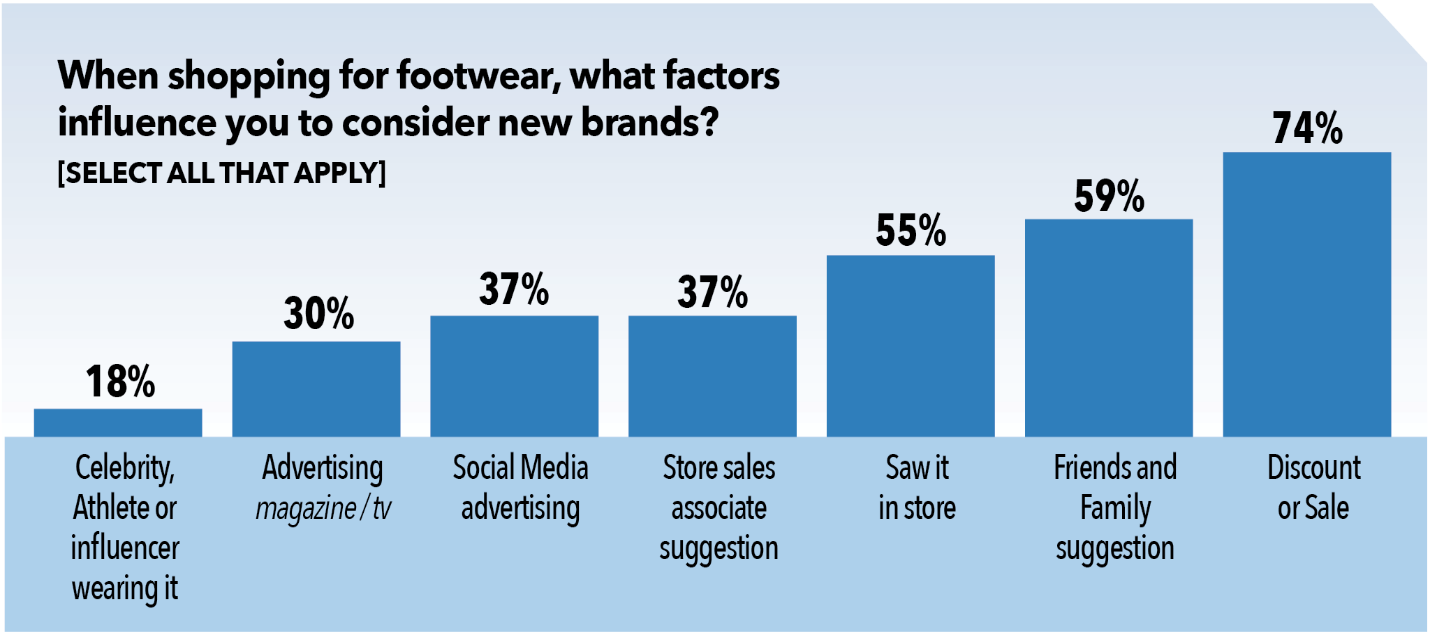 When shopping for footwear, what factors
influence you to consider new brands?
[SELECT ALL THAT APPLY]
18%
30%
37%
37%
55%
59%
74%
Celebrity,
Athlete or
influencer
wearing it
Advertising
magazine / tv
Social Media
advertising
Store sales
associate
suggestion
Saw it
in store
Friends and
Family
suggestion
Discount
or Sale